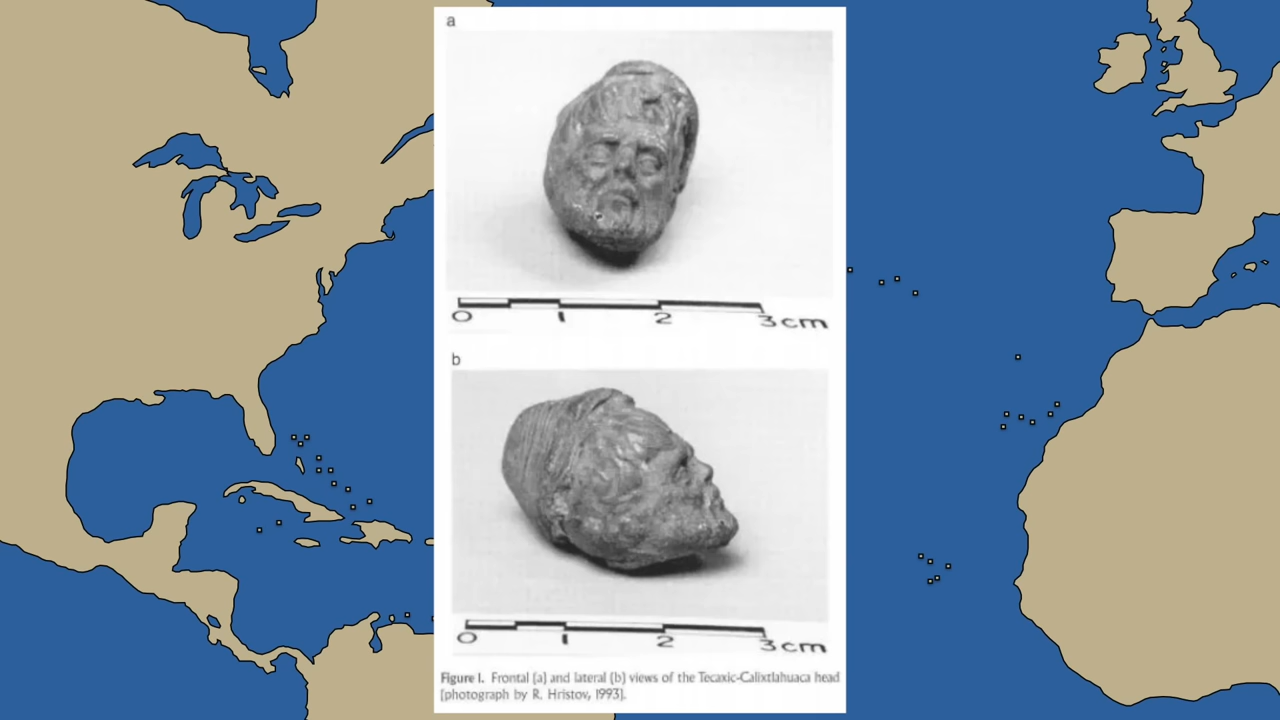 a
0 1 2 3cm
b
0 1 2 3cm
Figure 1. Frontal (a) and lateral (b) views of the Tecaxic-Calixtlahuaca head
[photograph by R. Hristov, 1993].